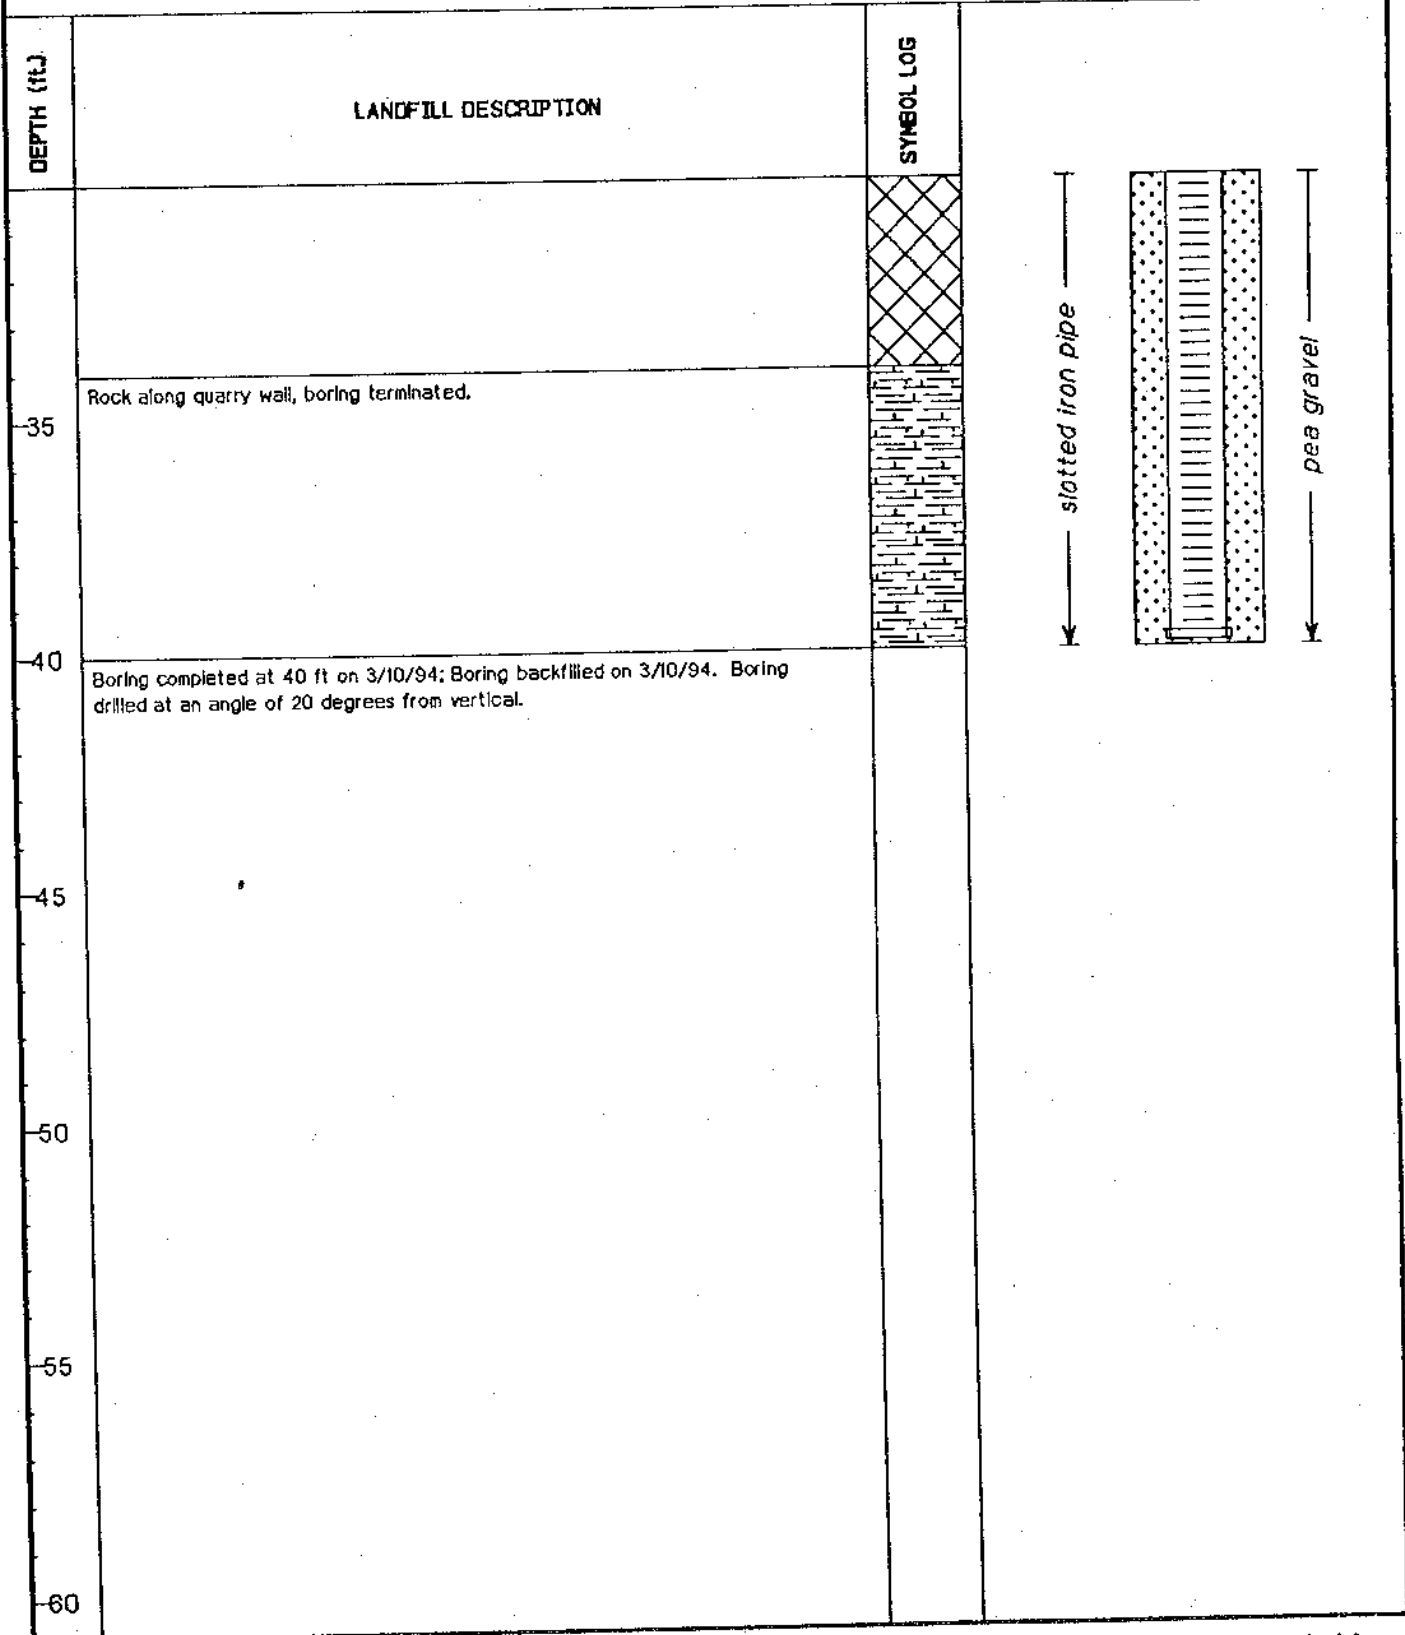 DEPTH (ft.)
LANDFILL DESCRIPTION
SYMBOL LOG
slotted iron pipe
pea gravel
Rock along quarry wall, boring terminated.
35
40
Boring completed at 40 ft on 3/10/94; Boring backfilled on 3/10/94. Boring
drilled at an angle of 20 degrees from vertical.
45
50
55
60